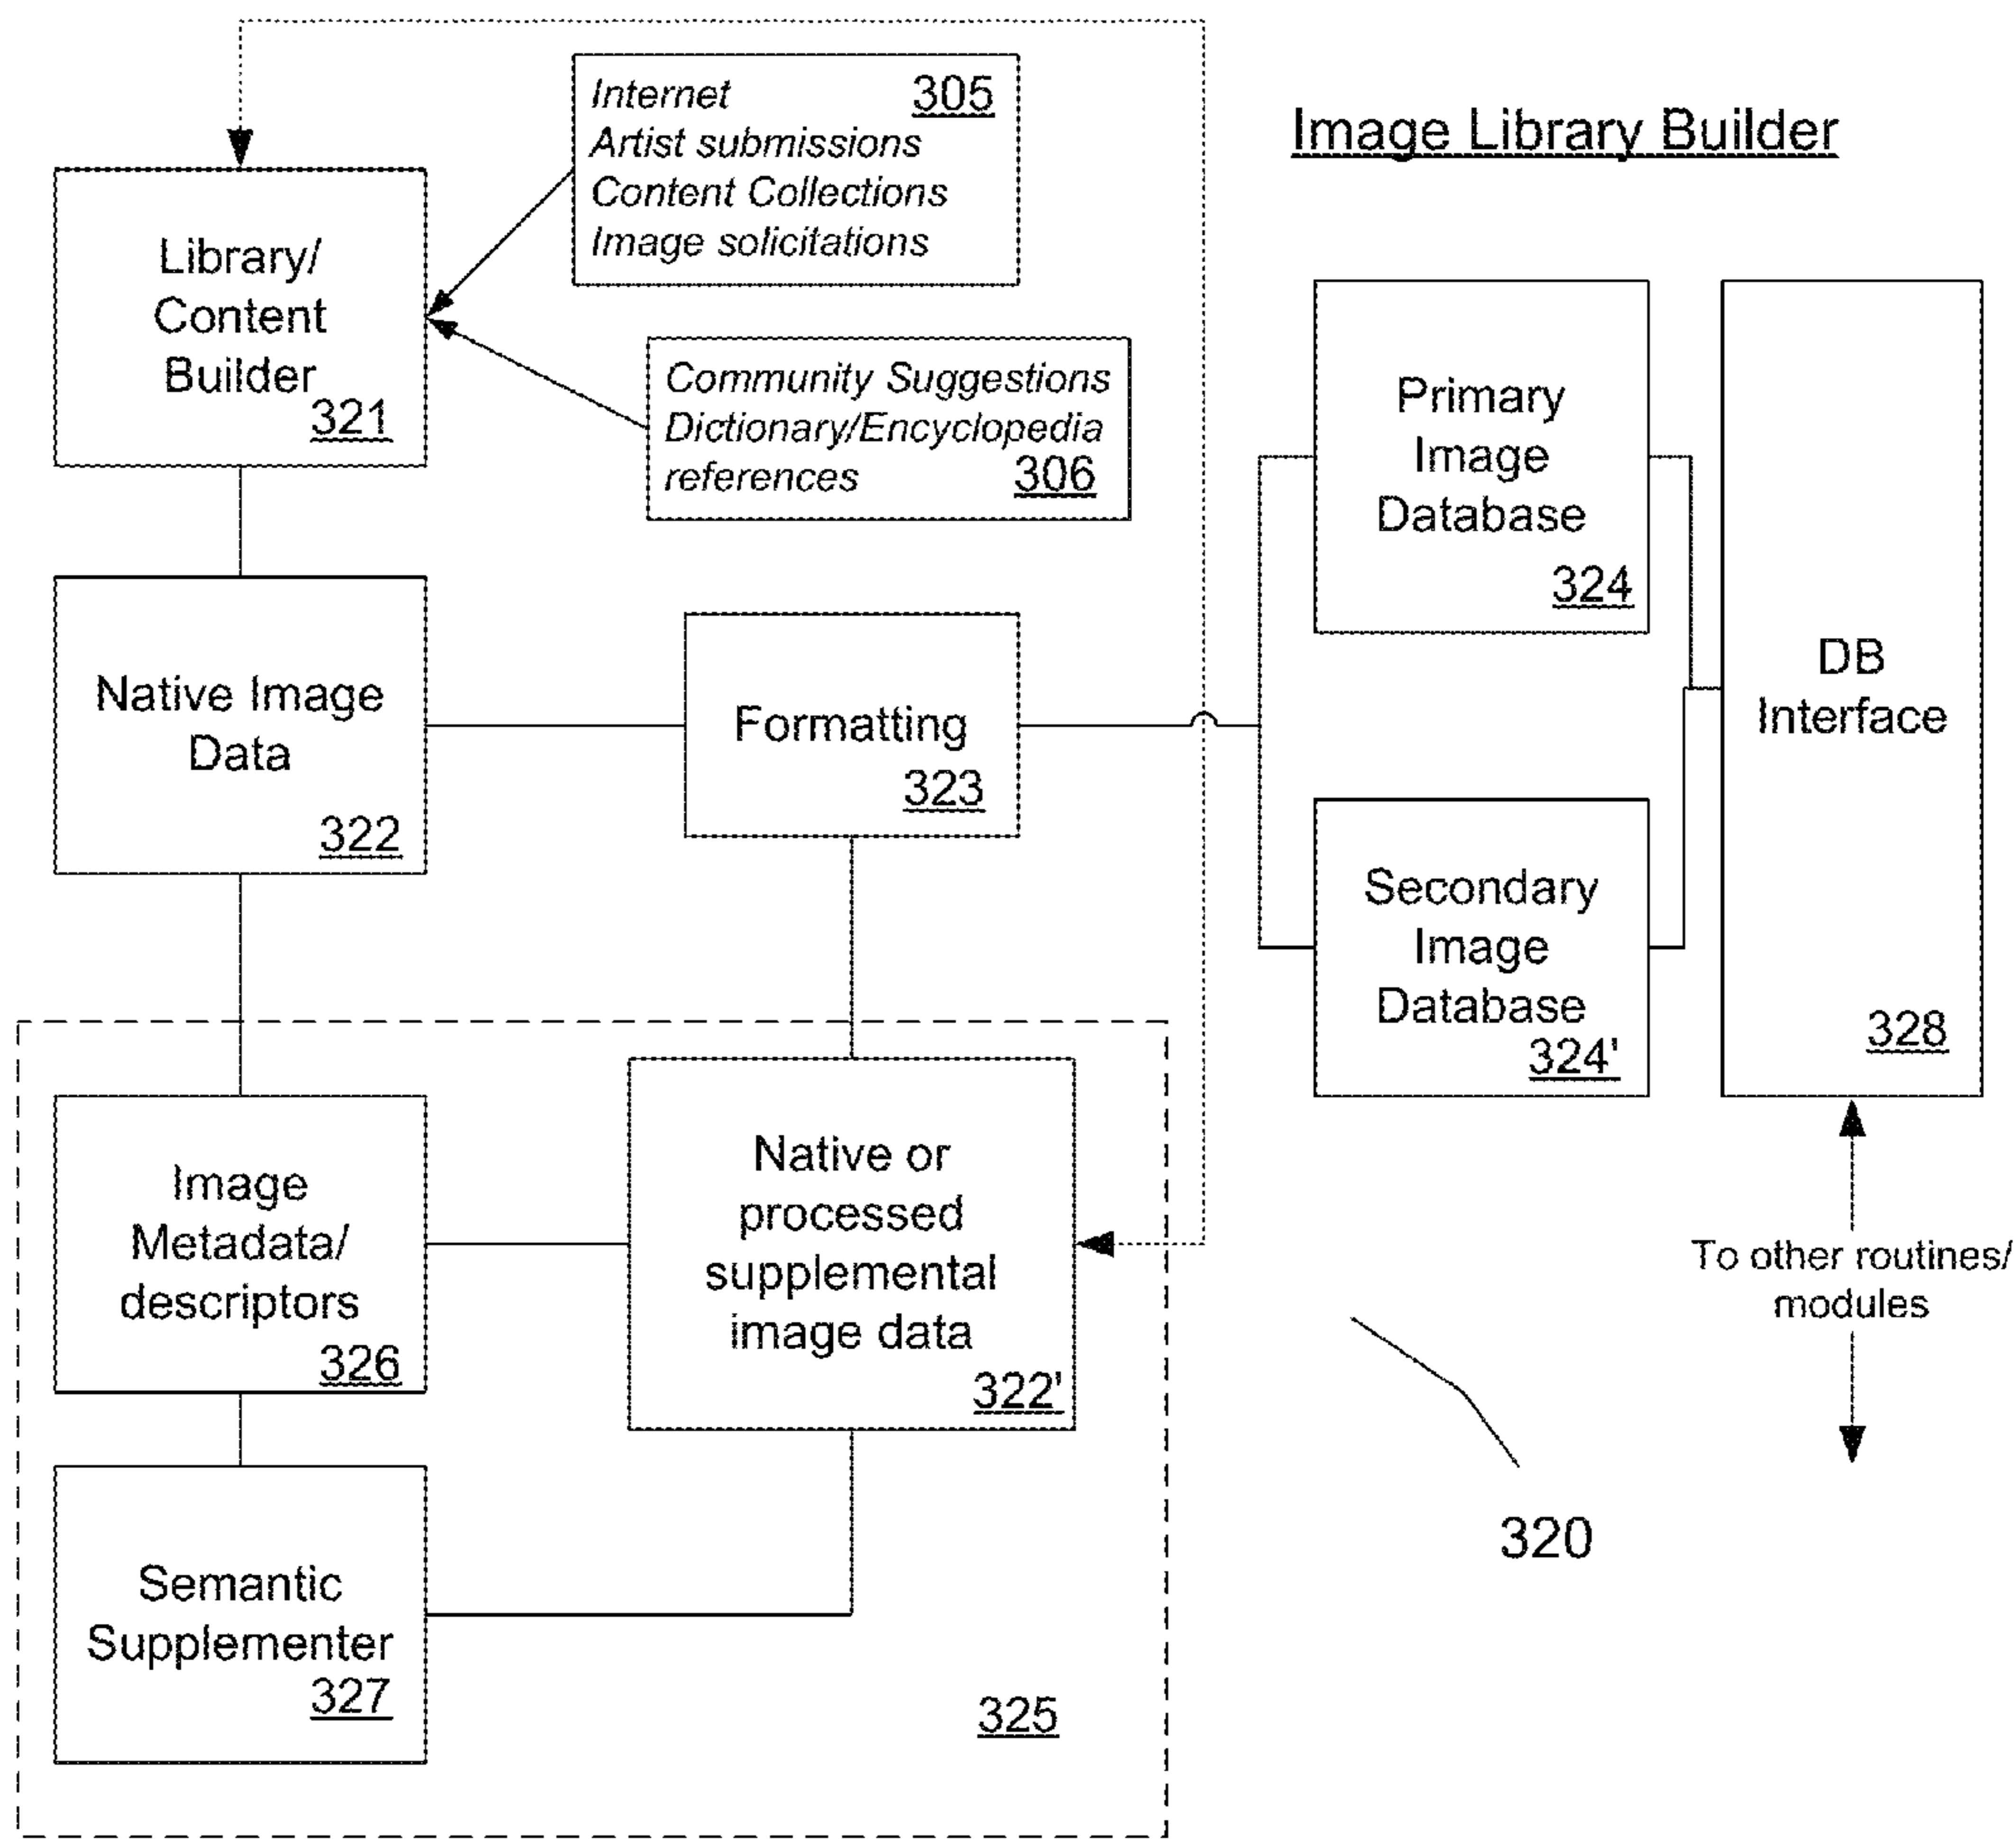 Image Library Builder
Internet 305
Artist submissions
Content Collections
Image solicitations
Library/
Content
Builder
321
Community Suggestions
Dictionary/Encyclopedia
references 306
Primary
Image
Database
324
DB
Interface
328
Native Image
Data
322
Formatting
323
Secondary
Image
Database
324'
Image
Metadata/
descriptors
326
Native or
processed
supplemental
image data
322'
To other routines/
modules
Semantic
Supplementer
327
325
320